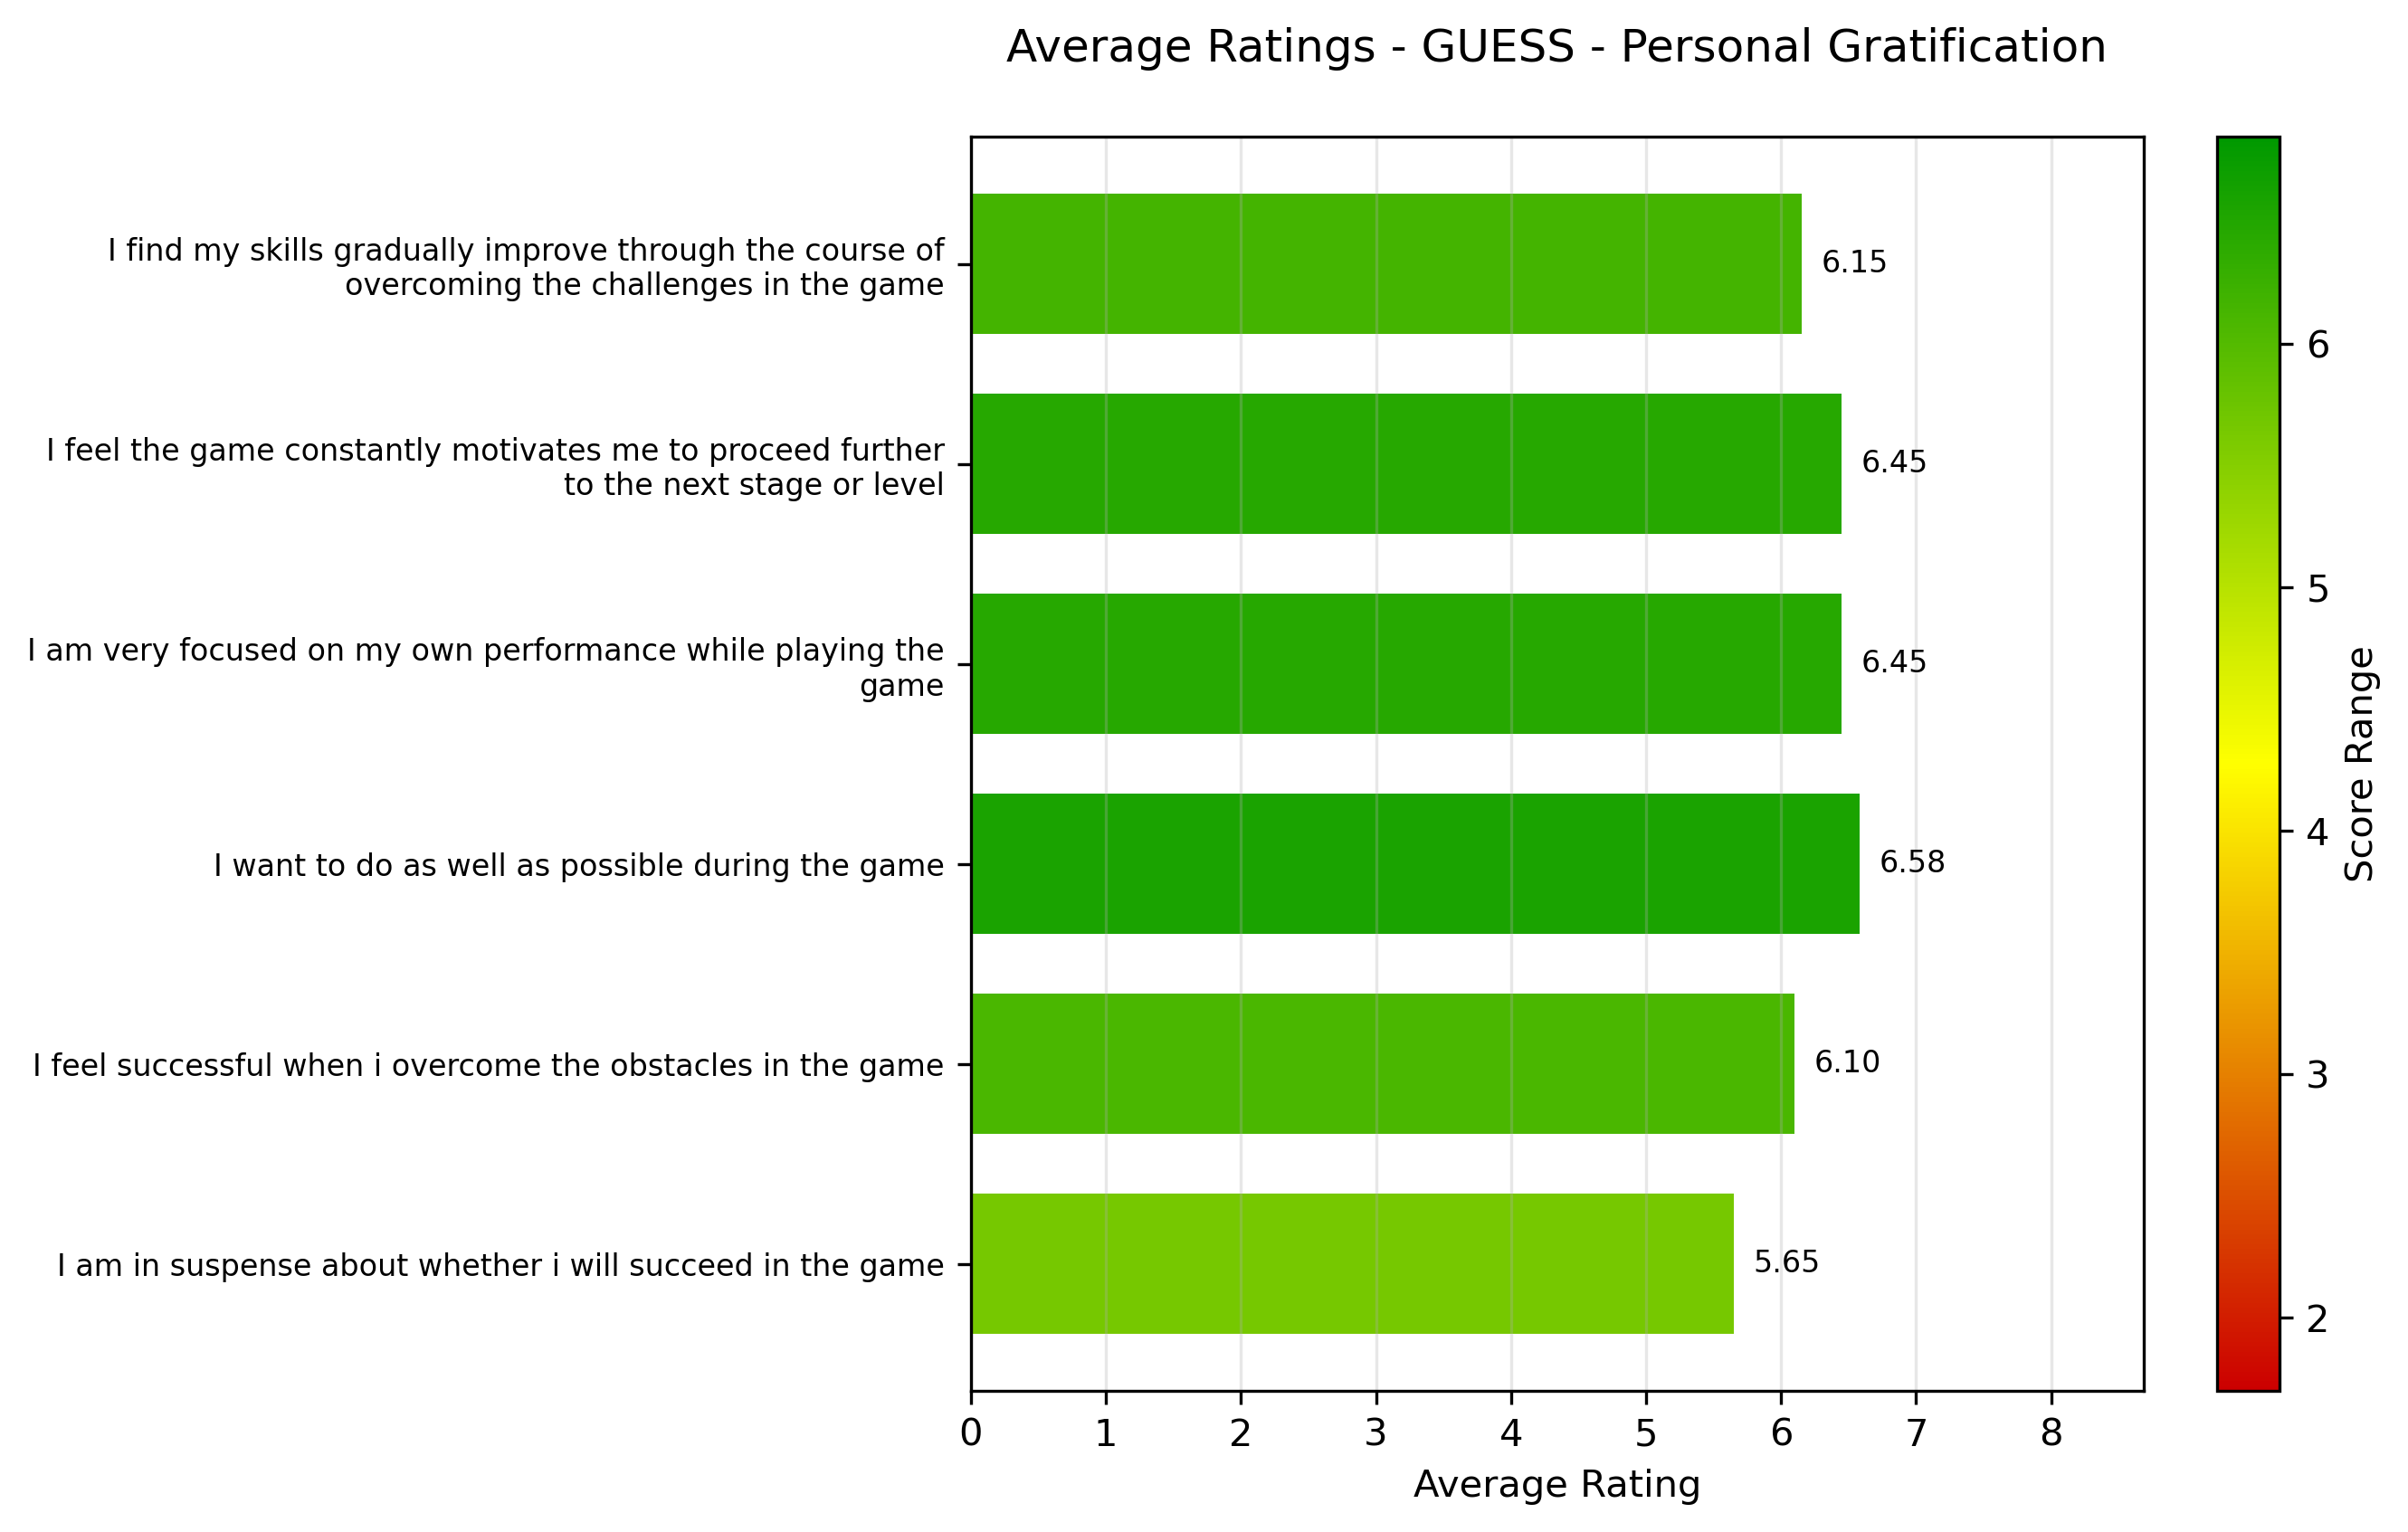 Average Ratings - GUESS - Personal Gratification
I find my skills gradually improve through the course of
overcoming the challenges in the game
6.15
I feel the game constantly motivates me to proceed further
to the next stage or level
6.45
I am very focused on my own performance while playing the
game
6.45
I want to do as well as possible during the game
6.58
I feel successful when i overcome the obstacles in the game
6.10
I am in suspense about whether i will succeed in the game
5.65
0 1 2 3 4 5 6 7 8
Average Rating
6
5
4
3
2
Score Range